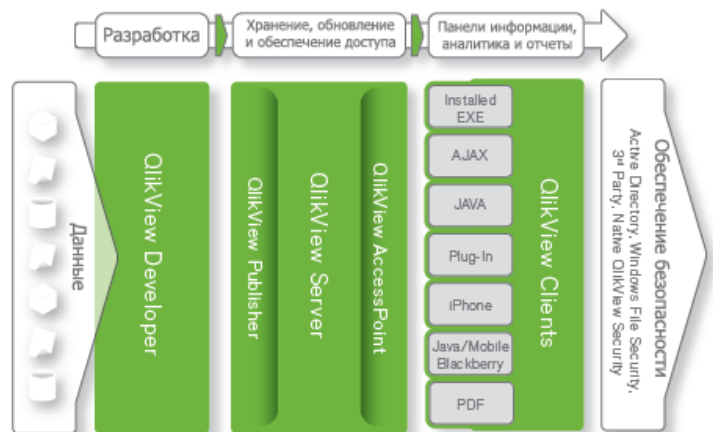 Разработка
Хранение, обновление
и обеспечение доступа
Панели информации,
аналитика и отчеты
Данные
QlikView Developer
QlikView Publisher
QlikView Server
QlikView AccessPoint
Installed
EXE
AJAX
JAVA
Plug-In
iPhone
Java/Mobile
Blackberry
PDF
QlikView Clients
Обеспечение безопасности
Active Directory, Windows File Security,
3rd Party, Native QlikView Security